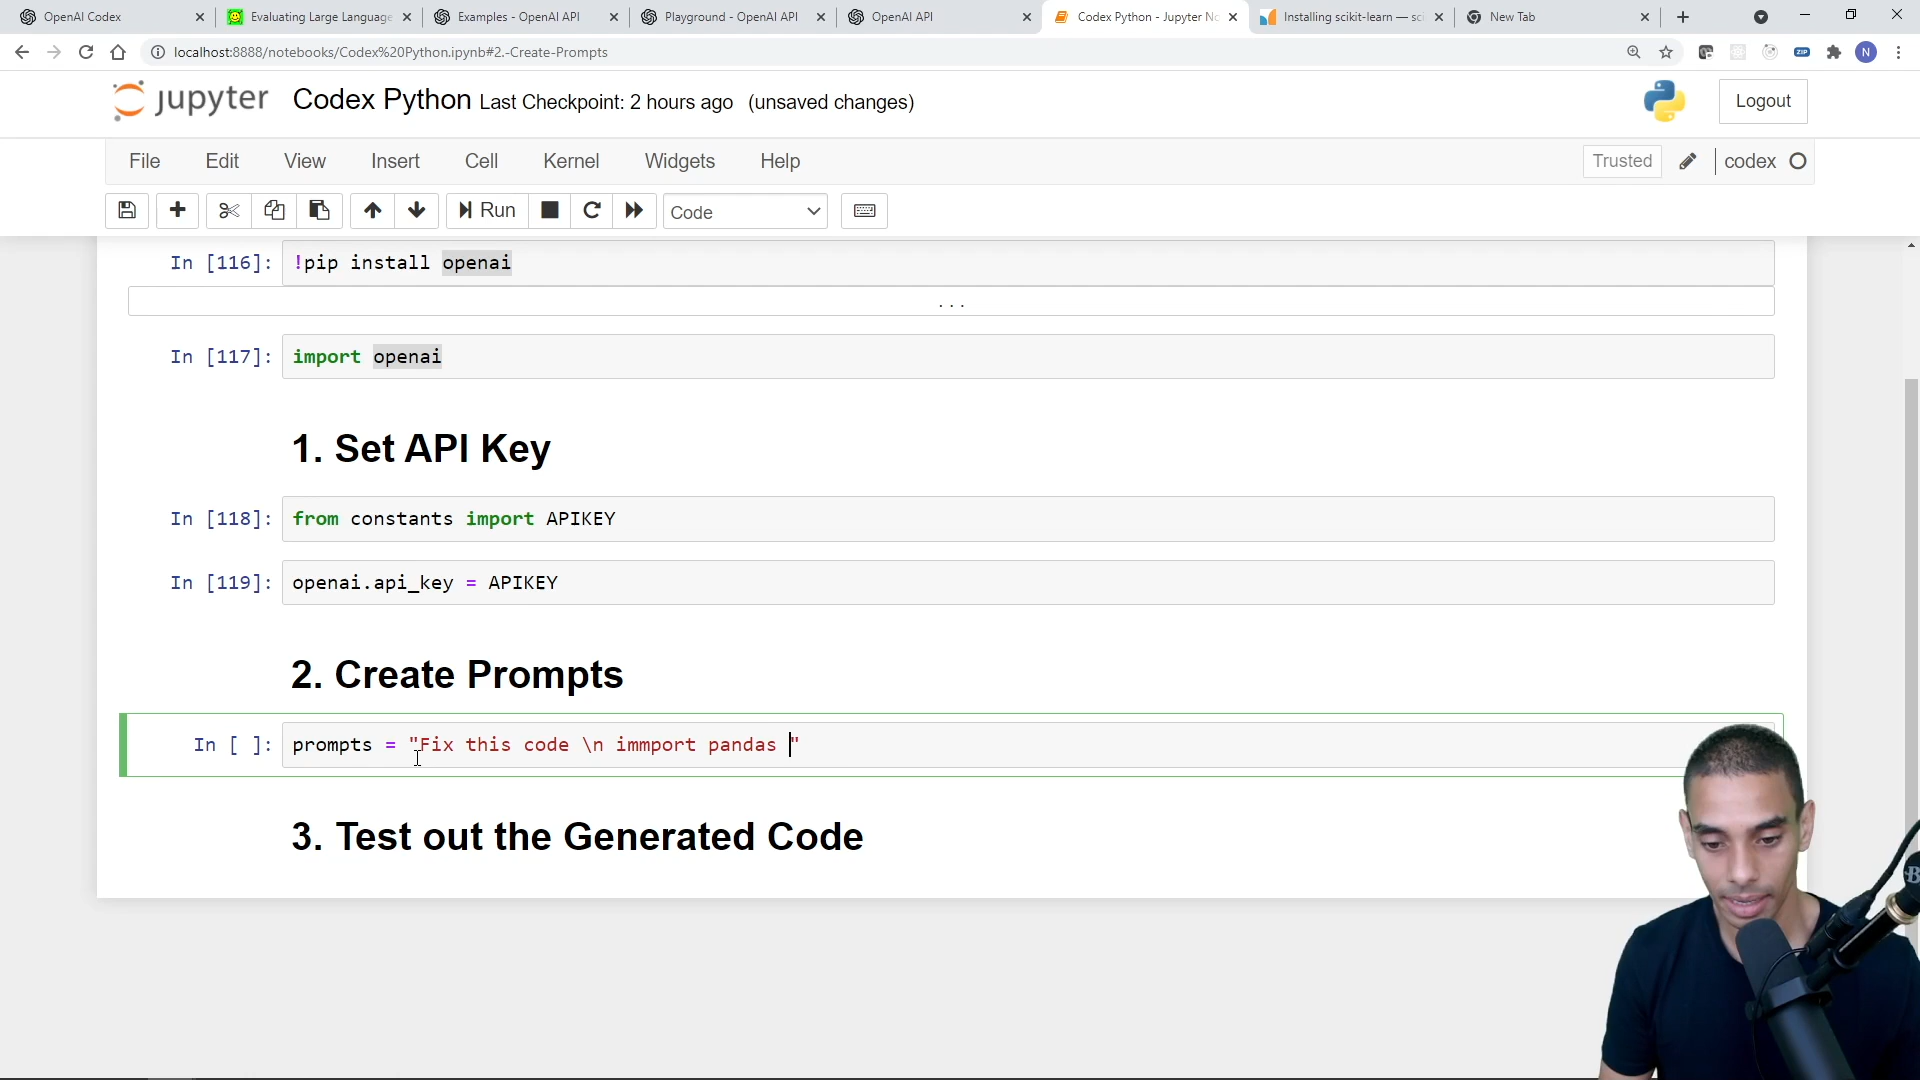 OpenAI Codex
Evaluating Large Language
Examples - OpenAI API
Playground - OpenAI API
OpenAI API
Codex Python - Jupyter No
Installing scikit-learn — sci
New Tab
localhost:8888/notebooks/Codex%20Python.ipynb#2.-Create-Prompts
ZIP
N
jupyter Codex Python Last Checkpoint: 2 hours ago (unsaved changes)
Logout
File Edit View Insert Cell Kernel Widgets Help
Trusted
codex
Run
Code
In [116]: !pip install openai
...
In [117]: import openai
1. Set API Key
In [118]: from constants import APIKEY
In [119]: openai.api_key = APIKEY
2. Create Prompts
In [ ]: prompts = "Fix this code \n immport pandas "
3. Test out the Generated Code